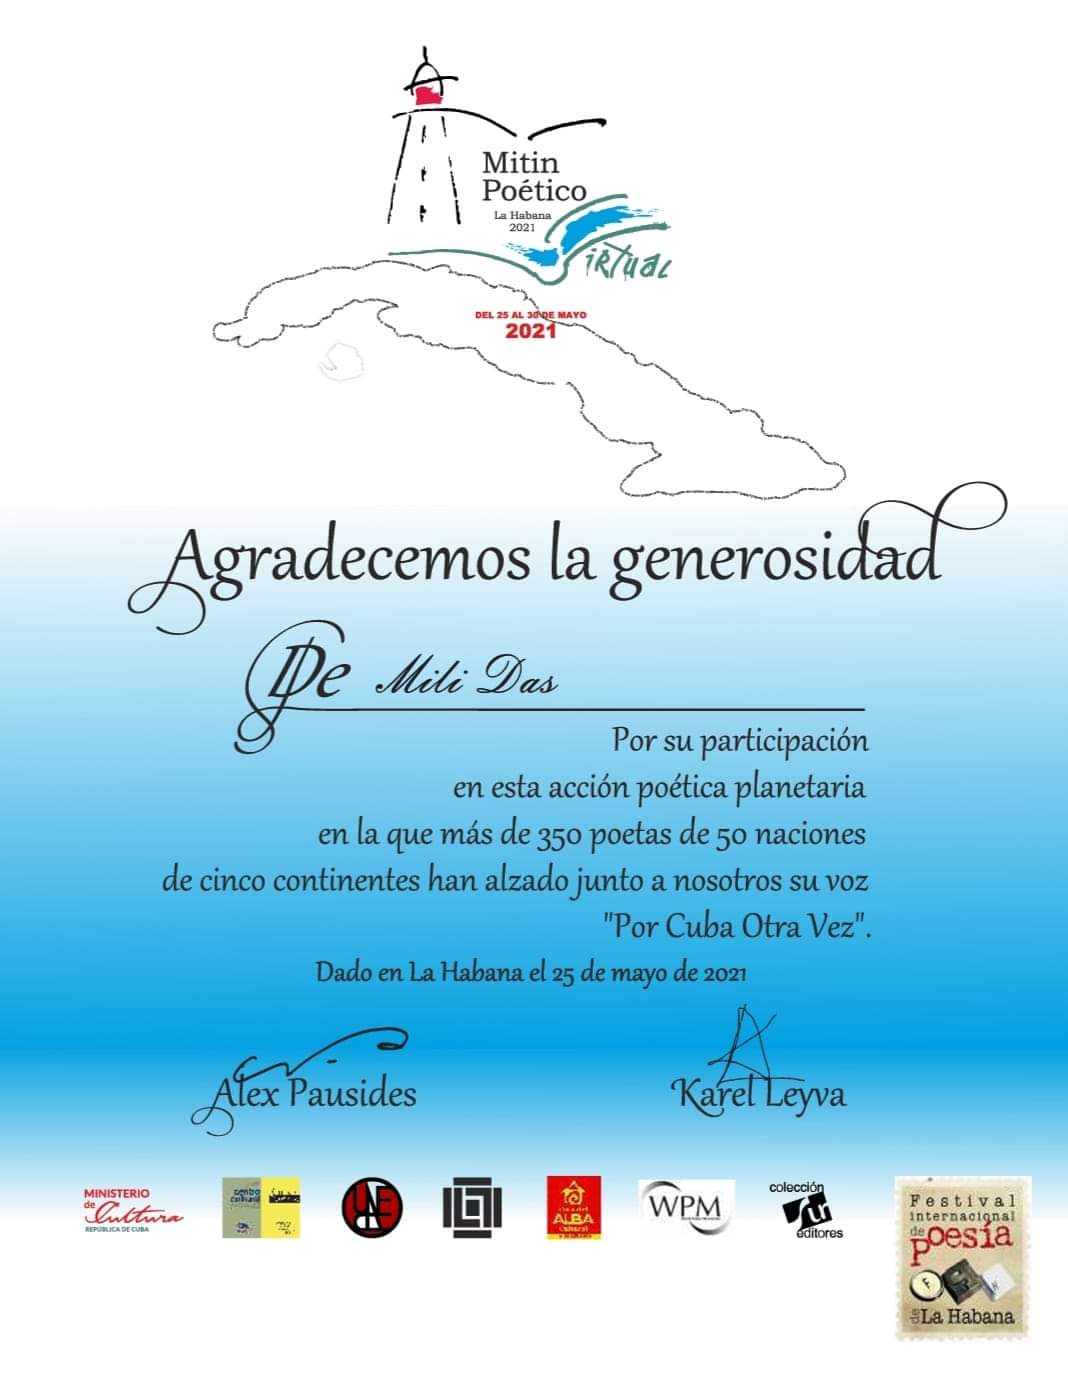 Mitin
Poético
La Habana
2021
Virtual
DEL 25 AL 30 DE MAYO
2021
Agradecemos la generosidad
De Mili Das
Por su participación
en esta acción poética planetaria
en la que más de 350 poetas de 50 naciones
de cinco continentes han alzado junto a nosotros su voz
"Por Cuba Otra Vez".
Dado en La Habana el 25 de mayo de 2021
Alex Pausides
Karel Leyva
MINISTERIO
de
Cultura
REPÚBLICA DE CUBA
ALBA
WPM
colección
Sur
editores
Festival
internacional
de poesía
de La Habana